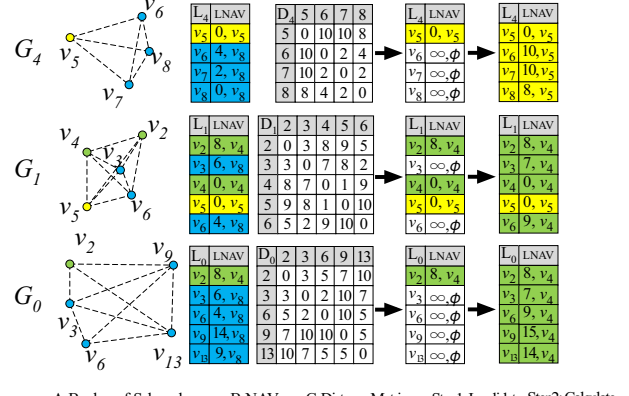 G₄
v₆
v₅
v₈
v₇
L₄ LNAV
v₅ 0, v₅
v₆ 4, v₈
v₇ 2, v₈
v₈ 0, v₈
D₄ 5 6 7 8
5 0 10 10 8
6 10 0 2 4
7 10 2 0 2
8 8 4 2 0
L₄ LNAV
v₅ 0, v₅
v₆ ∞,ϕ
v₇ ∞,ϕ
v₈ ∞,ϕ
L₄ LNAV
v₅ 0, v₅
v₆ 10, v₅
v₇ 10, v₅
v₈ 8, v₅
G₁
v₄
v₂
v₃
v₅
v₆
L₁ LNAV
v₂ 8, v₄
v₃ 6, v₈
v₄ 0, v₄
v₅ 0, v₅
v₆ 4, v₈
D₁ 2 3 4 5 6
2 0 3 8 9 5
3 3 0 7 8 2
4 8 7 0 1 9
5 9 8 1 0 10
6 5 2 9 10 0
L₁ LNAV
v₂ 8, v₄
v₃ ∞,ϕ
v₄ 0, v₄
v₅ 0, v₅
v₆ ∞,ϕ
L₁ LNAV
v₂ 8, v₄
v₃ 7, v₄
v₄ 0, v₄
v₅ 0, v₅
v₆ 9, v₄
G₀
v₂
v₉
v₃
v₆
v₁₃
L₀ LNAV
v₂ 8, v₄
v₃ 6, v₈
v₆ 4, v₈
v₉ 14, v₈
v₁₃ 9, v₈
D₀ 2 3 6 9 13
2 0 3 5 7 10
3 3 0 2 10 7
6 5 2 0 10 5
9 7 10 10 0 5
13 10 7 5 5 0
L₀ LNAV
v₂ 8, v₄
v₃ ∞,ϕ
v₆ ∞,ϕ
v₉ ∞,ϕ
v₁₃ ∞,ϕ
L₀ LNAV
v₂ 8, v₄
v₃ 7, v₄
v₆ 9, v₄
v₉ 15, v₄
v₁₃ 14, v₄